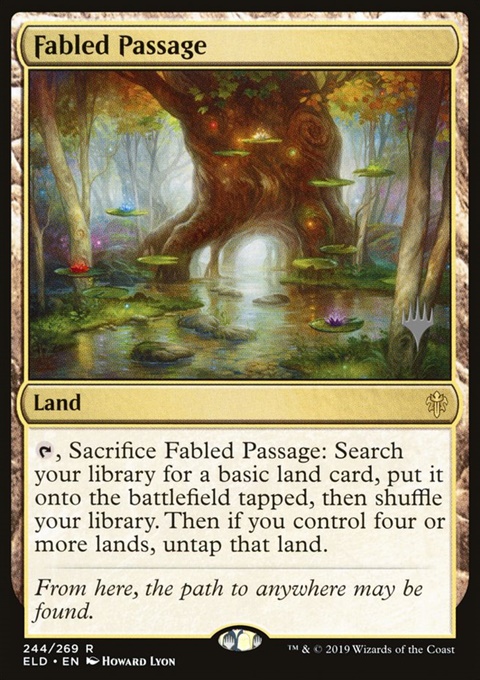 Fabled Passage
Land
, Sacrifice Fabled Passage: Search
your library for a basic land card, put it
onto the battlefield tapped, then shuffle
your library. Then if you control four or
more lands, untap that land.
From here, the path to anywhere may be
found.
244/269 R
ELD • EN Howard Lyon
™ & © 2019 Wizards of the Coast